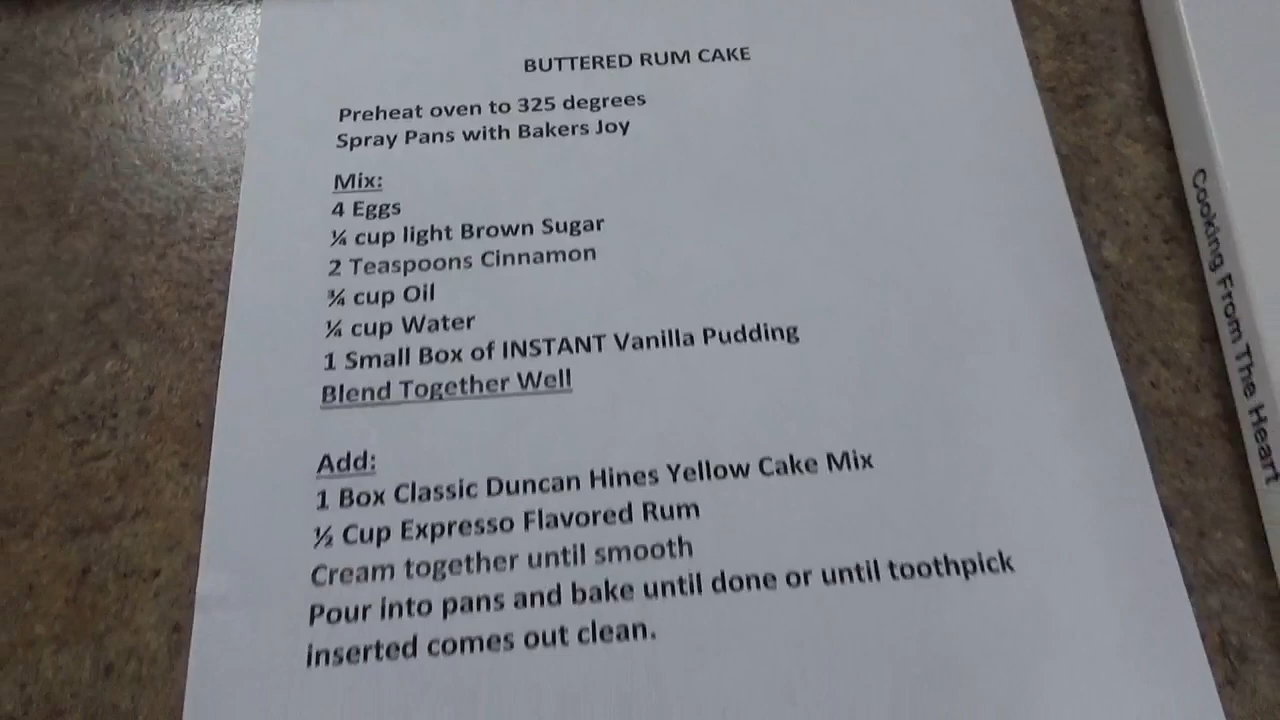 BUTTERED RUM CAKE
Preheat oven to 325 degrees
Spray Pans with Bakers Joy
Mix:
4 Eggs
¼ cup light Brown Sugar
2 Teaspoons Cinnamon
¾ cup Oil
¼ cup Water
1 Small Box of INSTANT Vanilla Pudding
Blend Together Well
Add:
1 Box Classic Duncan Hines Yellow Cake Mix
½ Cup Expresso Flavored Rum
Cream together until smooth
Pour into pans and bake until done or until toothpick
inserted comes out clean.
Cooking From The Heart